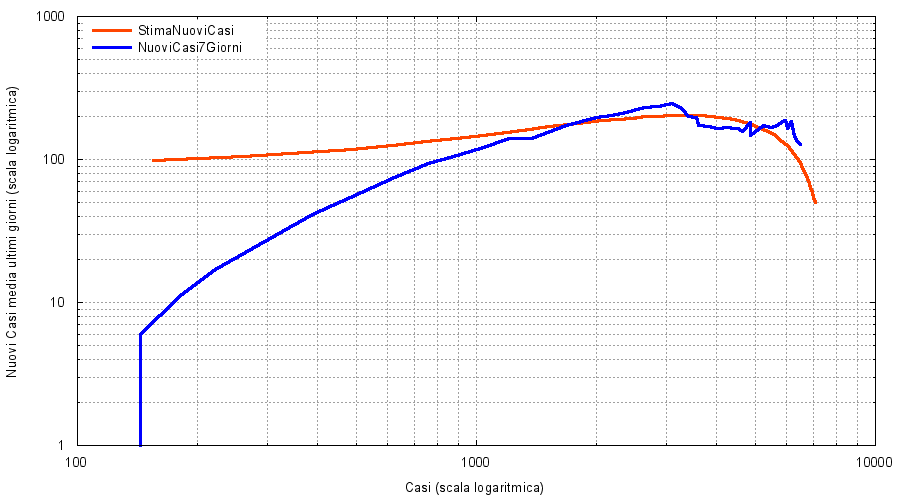 1000
StimaNuoviCasi
NuoviCasi7Giorni
100
10
1
Nuovi Casi media ultimi giorni (scala logaritmica)
100
1000
10000
Casi (scala logaritmica)